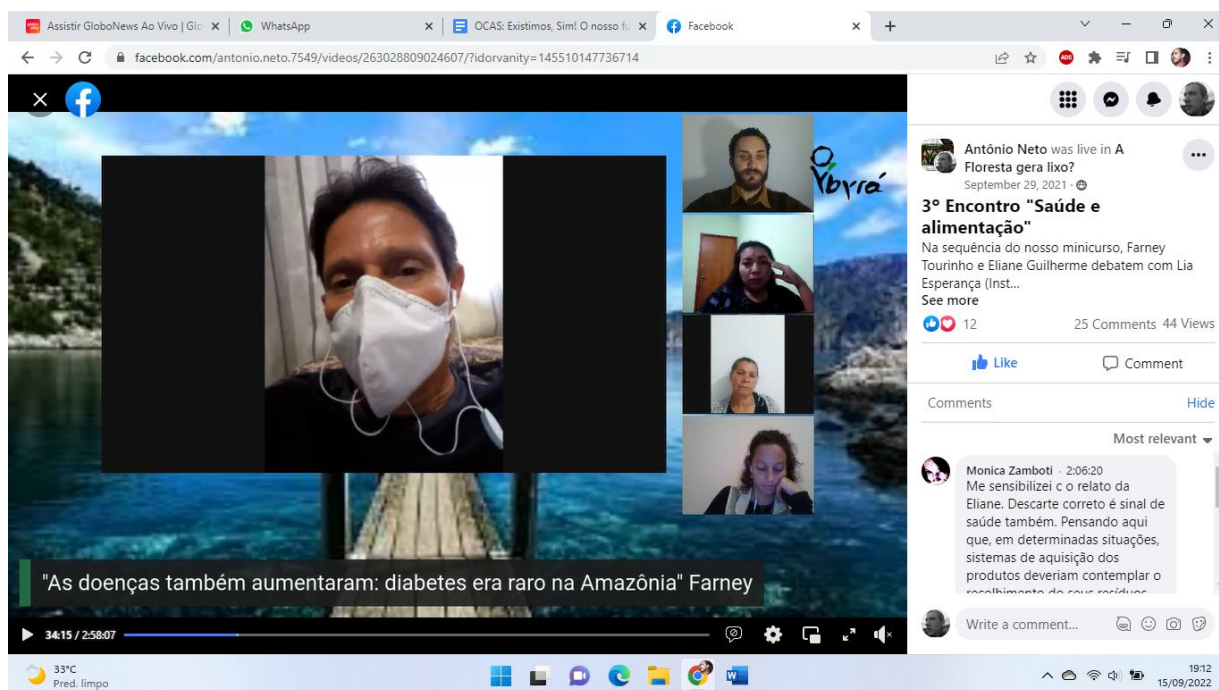 Assistir GloboNews Ao Vivo | Glo
WhatsApp
OCAS: Existimos, Sim! O nosso fu
Facebook
facebook.com/antonio.neto.7549/videos/263028809024607/?idorvanity=145510147736714
ADS
Ybyrá
"As doenças também aumentaram: diabetes era raro na Amazônia" Farney
34:15 / 2:58:07
Antônio Neto was live in A
Floresta gera lixo?
September 29, 2021 ·
3º Encontro "Saúde e
alimentação"
Na sequência do nosso minicurso, Farney
Tourinho e Eliane Guilherme debatem com Lia
Esperança (Inst...
See more
12
25 Comments 44 Views
Like
Comment
Comments
Hide
Most relevant
Monica Zamboti · 2:06:20
Me sensibilizei c o relato da
Eliane. Descarte correto é sinal de
saúde também. Pensando aqui
que, em determinadas situações,
sistemas de aquisição dos
produtos deveriam contemplar o
recolhimento de seus resíduos
Write a comment...
33°C
Pred. limpo
19:12
15/09/2022